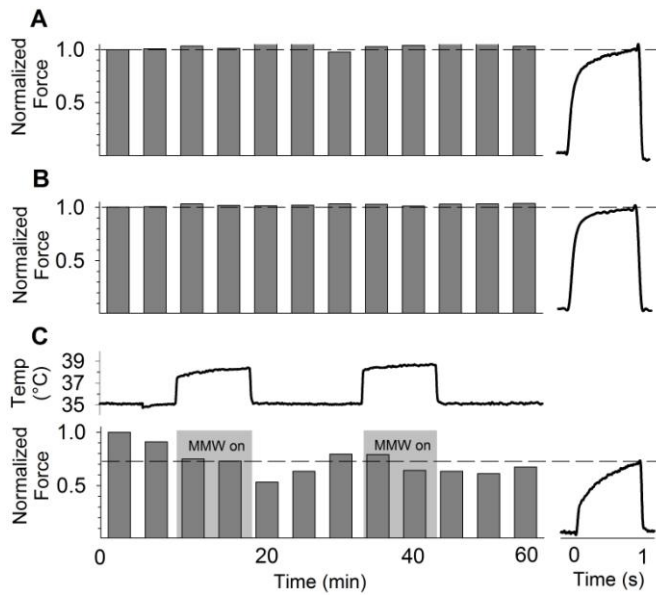 A
Normalized
Force
1.0
0.5
B
Normalized
Force
1.0
0.5
C
Temp
(°C)
39
37
35
Normalized
Force
1.0
0.5
MMW on
MMW on
0
20
40
60
Time (min)
0
1
Time (s)